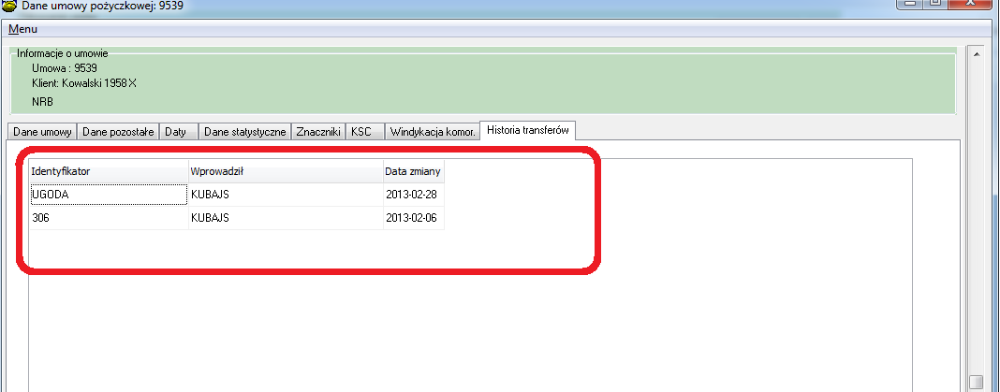 Dane umowy pożyczkowej: 9539
Menu
Informacje o umowie
Umowa : 9539
Klient: Kowalski 1958 X
NRB
Dane umowy Dane pozostałe Daty Dane statystyczne Znaczniki KSC Windykacja komor. Historia transferów
Identyfikator Wprowadził Data zmiany
UGODA KUBAJS 2013-02-28
306 KUBAJS 2013-02-06